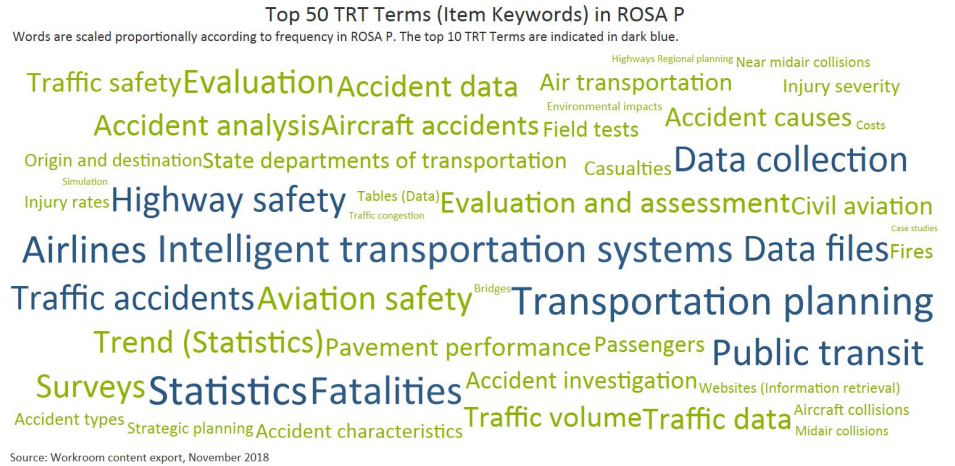 Top 50 TRT Terms (Item Keywords) in ROSA P
Words are scaled proportionally according to frequency in ROSA P. The top 10 TRT Terms are indicated in dark blue.
Highways Regional planning Near midair collisions
Traffic safety Evaluation Accident data Air transportation Injury severity
Environmental impacts
Accident analysis Aircraft accidents Field tests Accident causes Costs
Origin and destination State departments of transportation Casualties Data collection
Simulation
Injury rates Highway safety Tables (Data) Evaluation and assessment Civil aviation
Traffic congestion
Case studies
Airlines Intelligent transportation systems Data files Fires
Traffic accidents Aviation safety Bridges Transportation planning
Trend (Statistics) Pavement performance Passengers Public transit
Surveys Statistics Fatalities Accident investigation Websites (Information retrieval)
Accident types Strategic planning Accident characteristics Traffic volume Traffic data Aircraft collisions
Midair collisions
Source: Workroom content export, November 2018